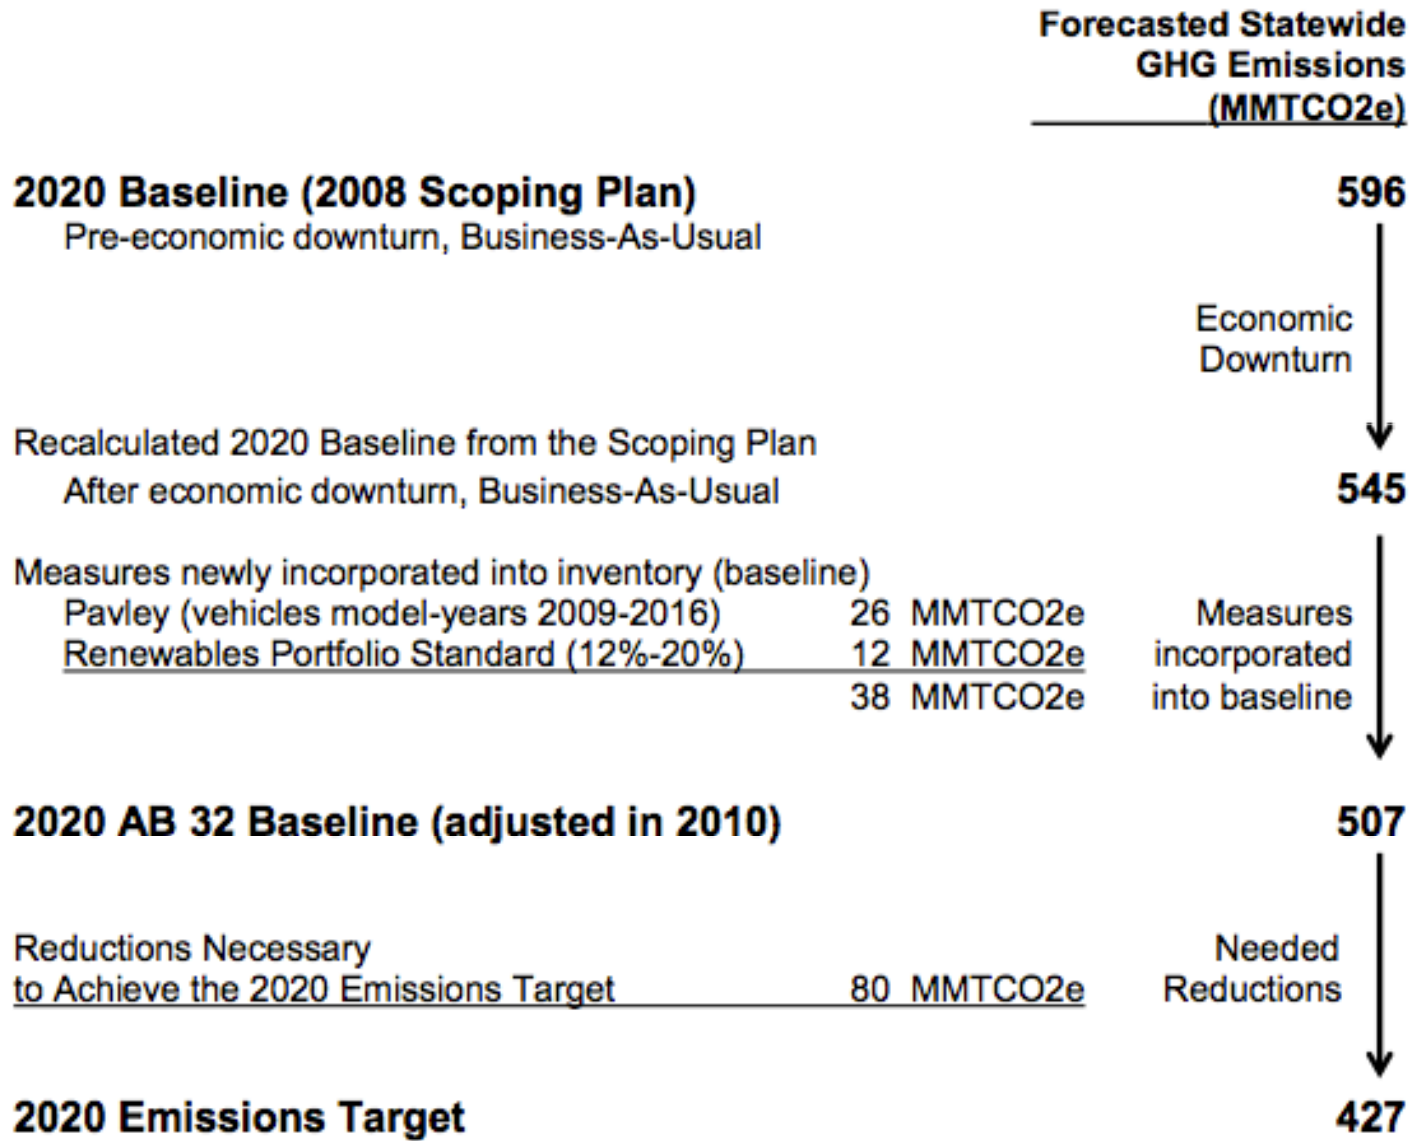 Forecasted Statewide
GHG Emissions
(MMTCO2e)
2020 Baseline (2008 Scoping Plan) 596
Pre-economic downturn, Business-As-Usual
Economic
Downturn
Recalculated 2020 Baseline from the Scoping Plan
After economic downturn, Business-As-Usual 545
Measures newly incorporated into inventory (baseline)
Pavley (vehicles model-years 2009-2016) 26 MMTCO2e Measures
Renewables Portfolio Standard (12%-20%) 12 MMTCO2e incorporated
38 MMTCO2e into baseline
2020 AB 32 Baseline (adjusted in 2010) 507
Reductions Necessary Needed
to Achieve the 2020 Emissions Target 80 MMTCO2e Reductions
2020 Emissions Target 427